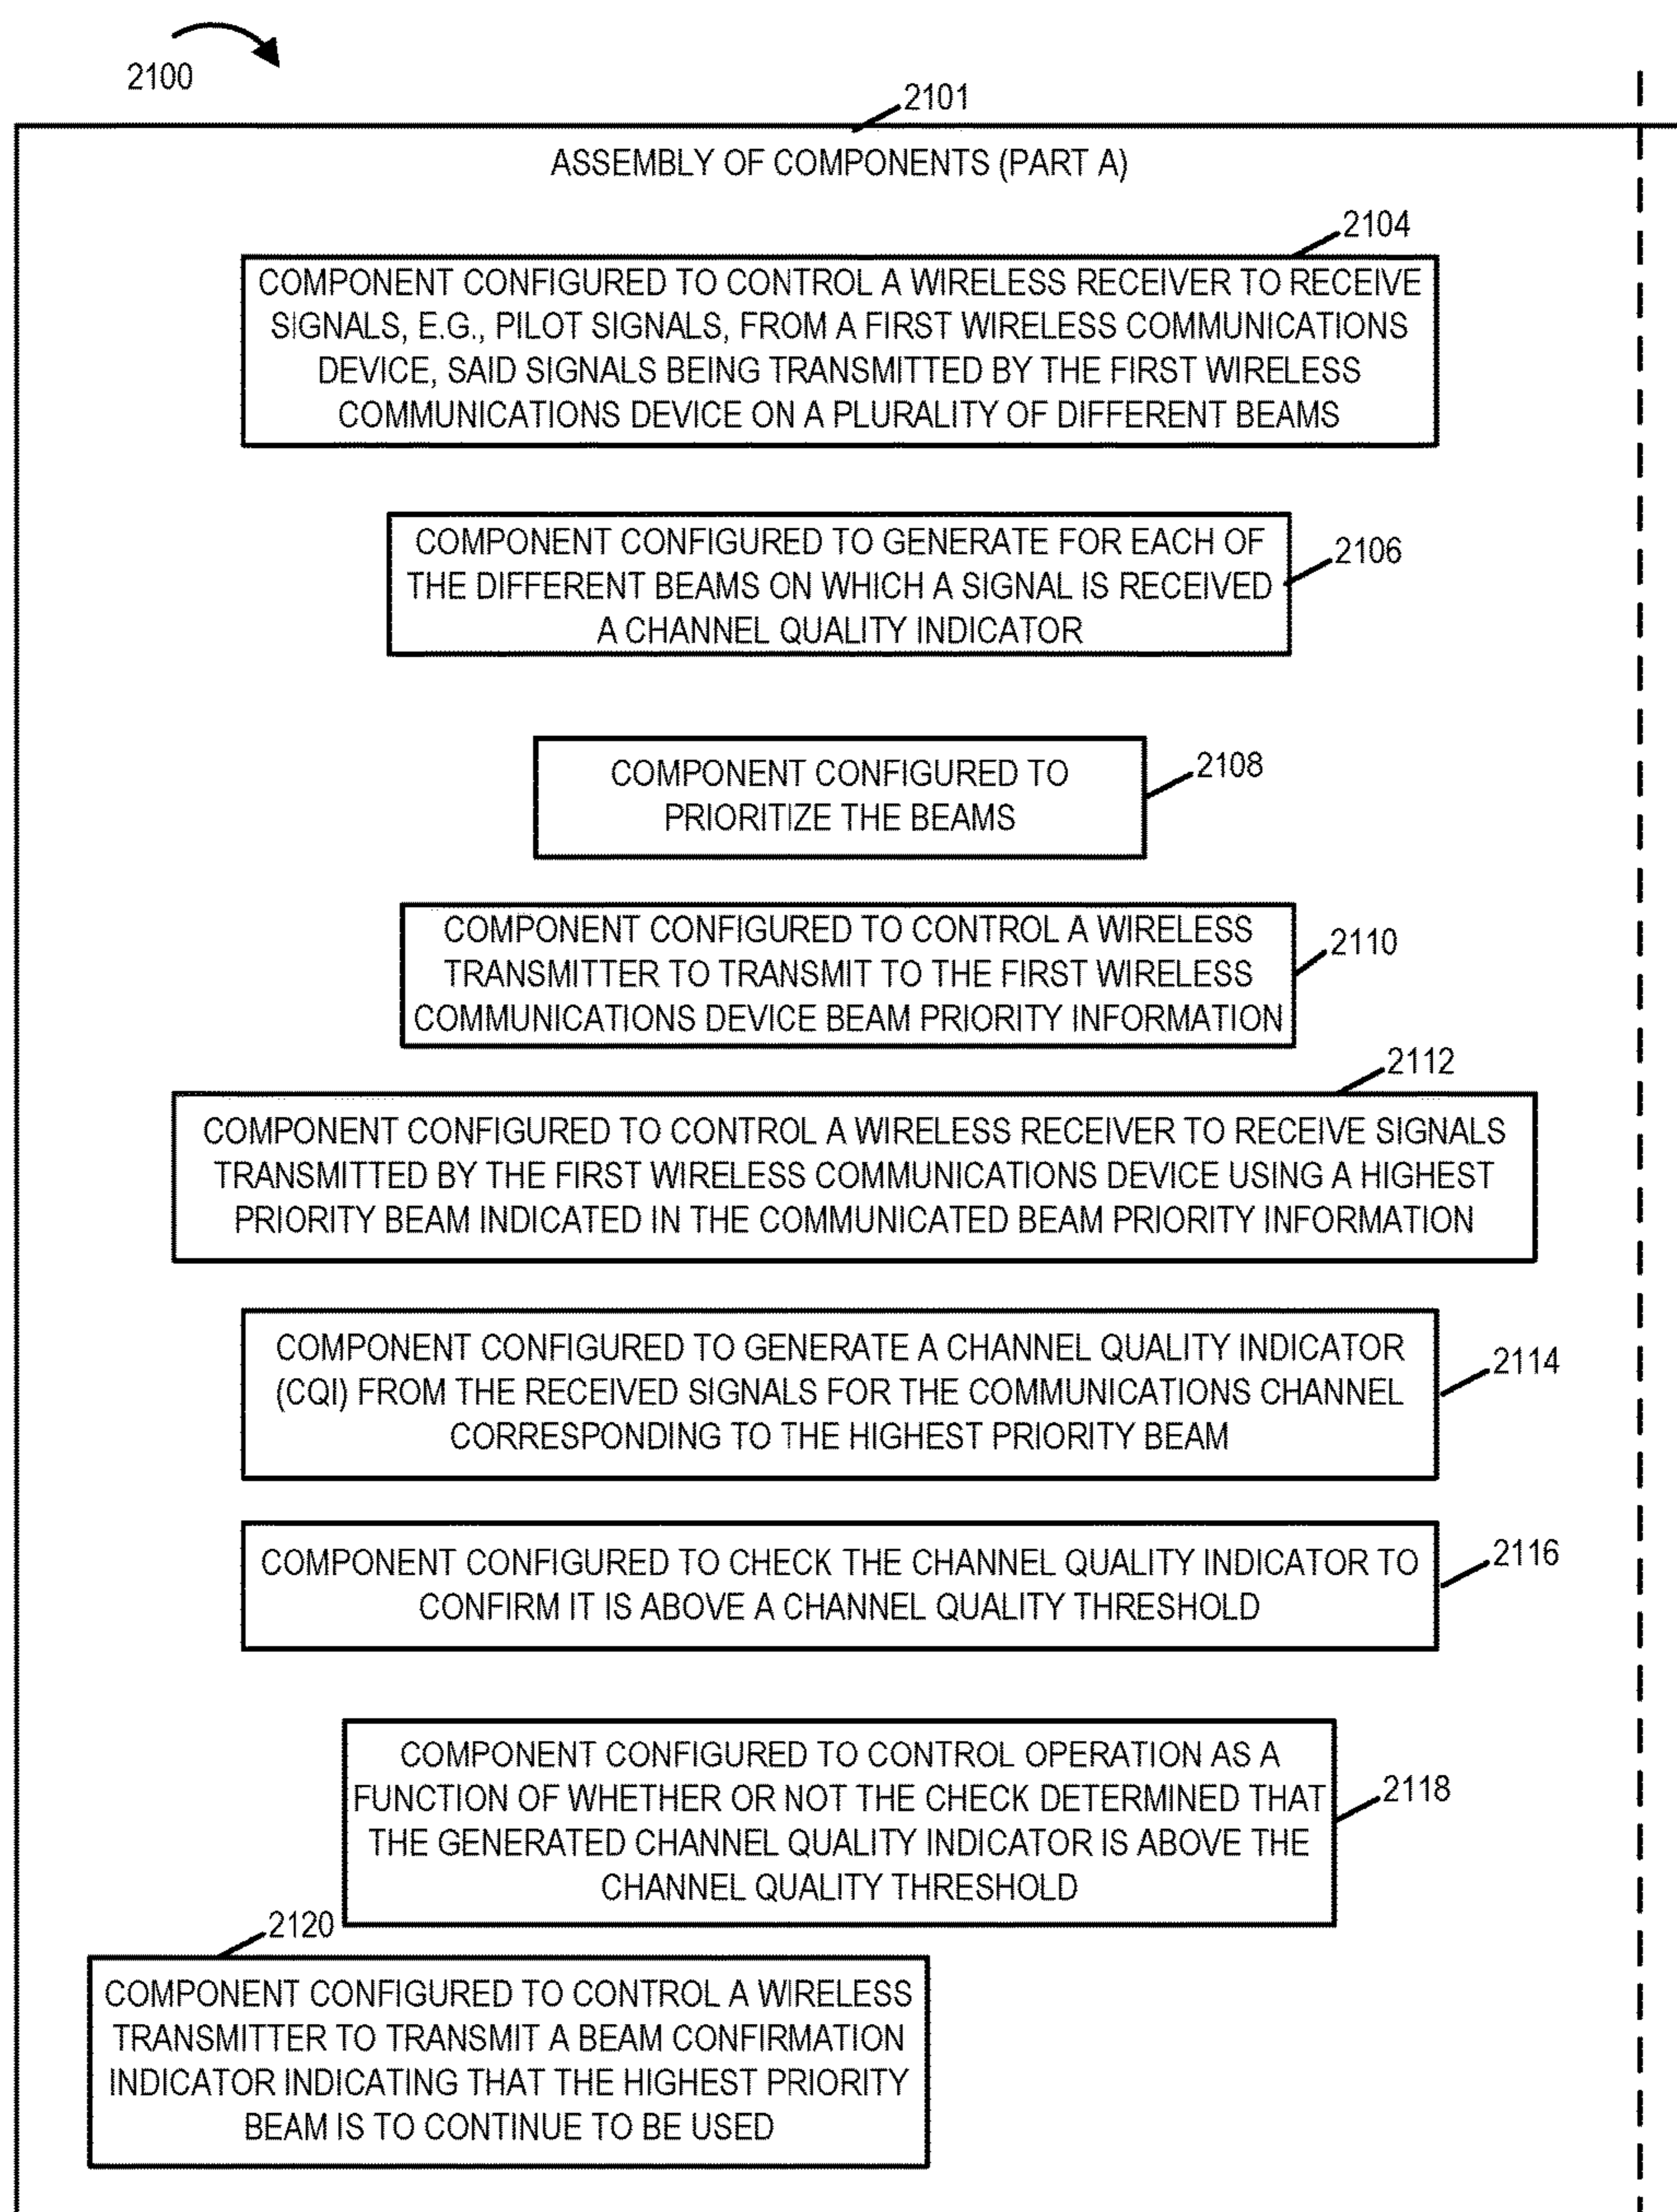 2100
2101
ASSEMBLY OF COMPONENTS (PART A)
2104
COMPONENT CONFIGURED TO CONTROL A WIRELESS RECEIVER TO RECEIVE
SIGNALS, E.G., PILOT SIGNALS, FROM A FIRST WIRELESS COMMUNICATIONS
DEVICE, SAID SIGNALS BEING TRANSMITTED BY THE FIRST WIRELESS
COMMUNICATIONS DEVICE ON A PLURALITY OF DIFFERENT BEAMS
COMPONENT CONFIGURED TO GENERATE FOR EACH OF
THE DIFFERENT BEAMS ON WHICH A SIGNAL IS RECEIVED
A CHANNEL QUALITY INDICATOR
2106
COMPONENT CONFIGURED TO
PRIORITIZE THE BEAMS
2108
COMPONENT CONFIGURED TO CONTROL A WIRELESS
TRANSMITTER TO TRANSMIT TO THE FIRST WIRELESS
COMMUNICATIONS DEVICE BEAM PRIORITY INFORMATION
2110
2112
COMPONENT CONFIGURED TO CONTROL A WIRELESS RECEIVER TO RECEIVE SIGNALS
TRANSMITTED BY THE FIRST WIRELESS COMMUNICATIONS DEVICE USING A HIGHEST
PRIORITY BEAM INDICATED IN THE COMMUNICATED BEAM PRIORITY INFORMATION
COMPONENT CONFIGURED TO GENERATE A CHANNEL QUALITY INDICATOR
(CQI) FROM THE RECEIVED SIGNALS FOR THE COMMUNICATIONS CHANNEL
CORRESPONDING TO THE HIGHEST PRIORITY BEAM
2114
COMPONENT CONFIGURED TO CHECK THE CHANNEL QUALITY INDICATOR TO
CONFIRM IT IS ABOVE A CHANNEL QUALITY THRESHOLD
2116
COMPONENT CONFIGURED TO CONTROL OPERATION AS A
FUNCTION OF WHETHER OR NOT THE CHECK DETERMINED THAT
THE GENERATED CHANNEL QUALITY INDICATOR IS ABOVE THE
CHANNEL QUALITY THRESHOLD
2118
2120
COMPONENT CONFIGURED TO CONTROL A WIRELESS
TRANSMITTER TO TRANSMIT A BEAM CONFIRMATION
INDICATOR INDICATING THAT THE HIGHEST PRIORITY
BEAM IS TO CONTINUE TO BE USED